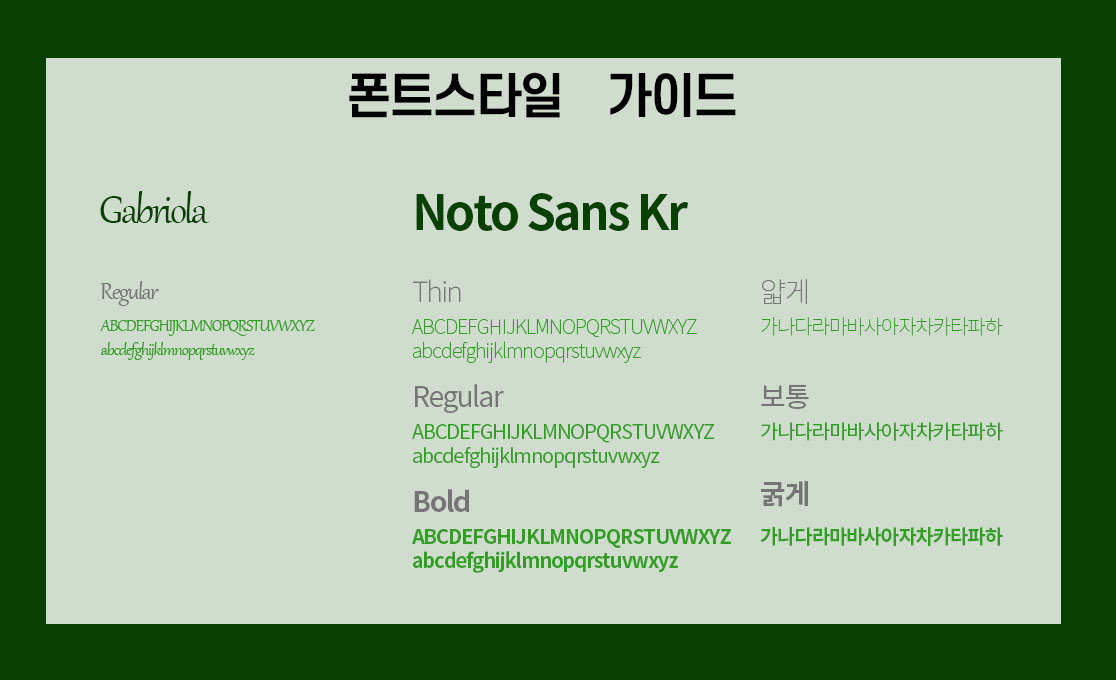 폰트스타일 가이드
Gabriola
Regular
ABCDEFGHIJKLMNOPQRSTUVWXYZ
abcdefghijklmnopqrstuvwxyz
Noto Sans Kr
Thin
ABCDEFGHIJKLMNOPQRSTUVWXYZ
abcdefghijklmnopqrstuvwxyz
얇게
가나다라마바사아자차카타파하
Regular
ABCDEFGHIJKLMNOPQRSTUVWXYZ
abcdefghijklmnopqrstuvwxyz
보통
가나다라마바사아자차카타파하
Bold
ABCDEFGHIJKLMNOPQRSTUVWXYZ
abcdefghijklmnopqrstuvwxyz
굵게
가나다라마바사아자차카타파하